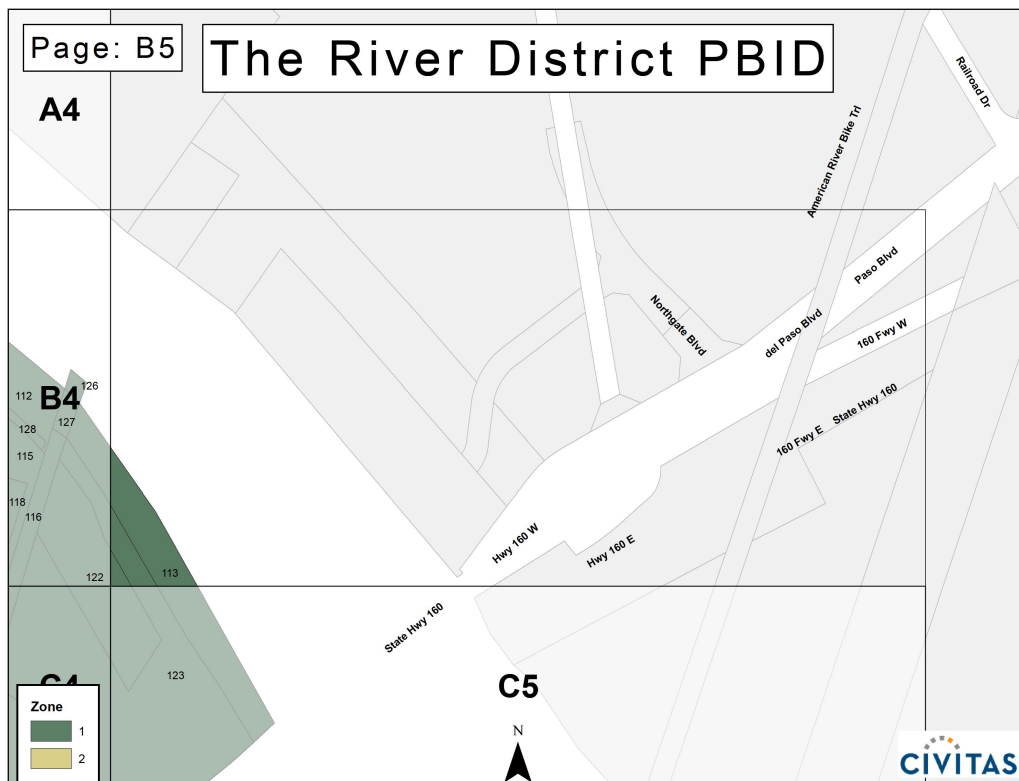 Page: B5
The River District PBID
A4
Railroad Dr
American River Bike Trl
Paso Blvd
Northgate Blvd
del Paso Blvd
160 Fwy W
126
112
B4
State Hwy 160
127
128
160 Fwy E
115
118
116
Hwy 160 W
Hwy 160 E
122
113
State Hwy 160
123
C4
C5
Zone
1
2
N
CIVITAS